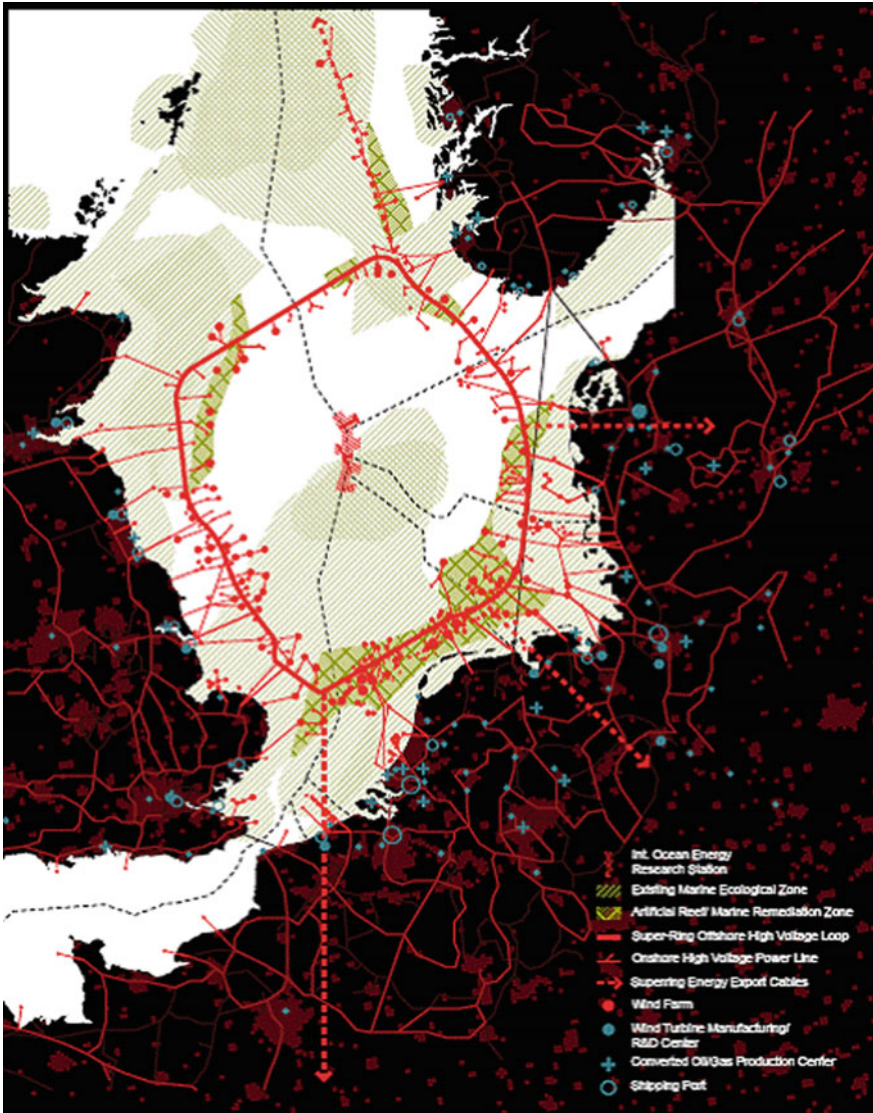 Int. Ocean Energy
Research Station
Existing Marine Ecological Zone
Artificial Reef/ Marine Remediation Zone
Super-Ring Offshore High Voltage Loop
Onshore High Voltage Power Line
Superring Energy Export Cables
Wind Farm
Wind Turbine Manufacturing/
R&D Center
Converted Oil/Gas Production Center
Shipping Port